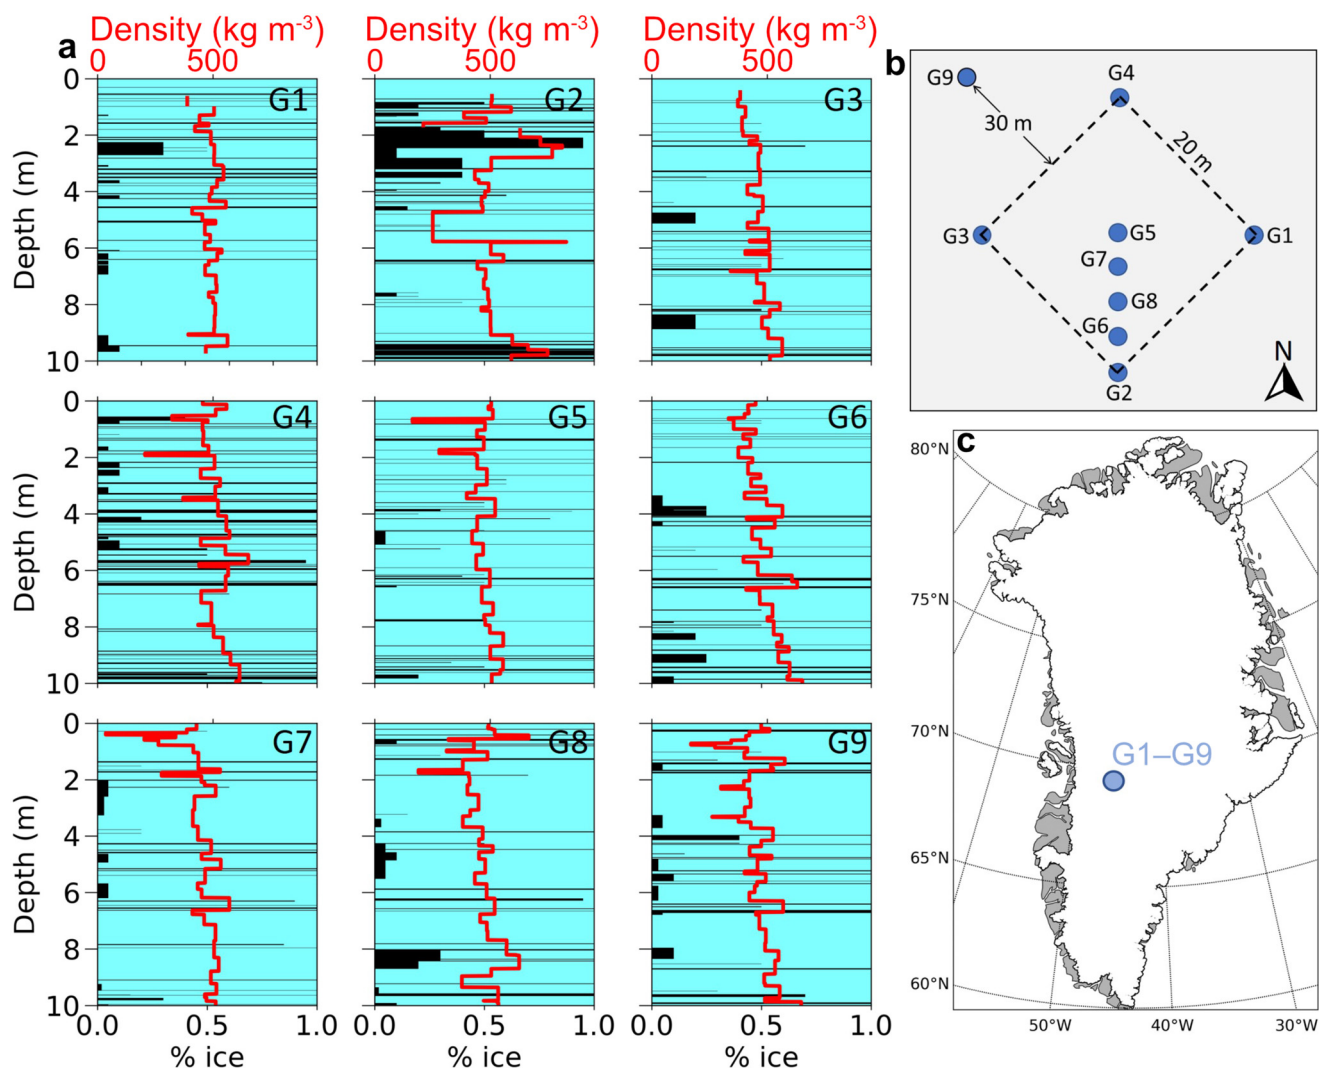 a
Density (kg m⁻³)
Density (kg m⁻³)
Density (kg m⁻³)
0 500
0 500
0 500
Depth (m)
0
2
4
6
8
10
G1
G2
G3
Depth (m)
0
2
4
6
8
10
G4
G5
G6
Depth (m)
0
2
4
6
8
10
G7
G8
G9
0.0 0.5 1.0
0.0 0.5 1.0
0.0 0.5 1.0
% ice
% ice
% ice
b
G9
G4
30 m
20 m
G3
G5
G1
G7
G8
G6
G2
N
c
80°N
75°N
70°N
65°N
60°N
G1–G9
50°W 40°W 30°W